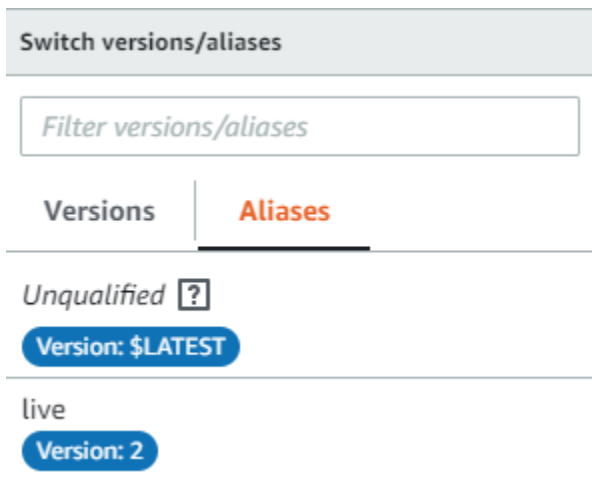 Switch versions/aliases
Filter versions/aliases
Versions Aliases
Unqualified [?]
Version: $LATEST
live
Version: 2